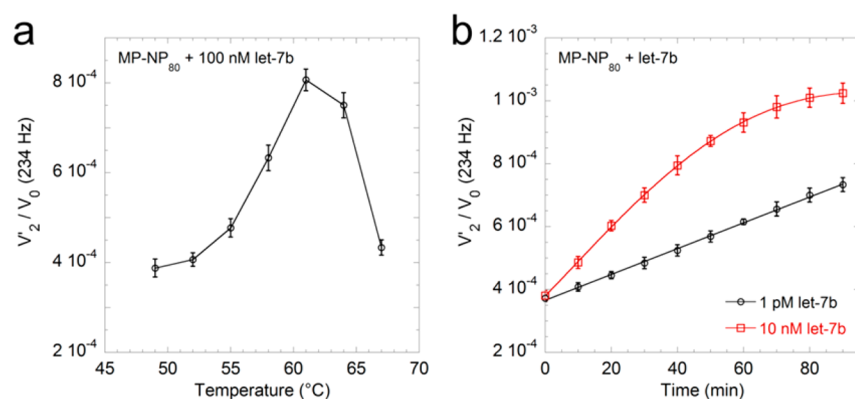 a
MP-NP₈₀ + 100 nM let-7b
V'₂ / V₀ (234 Hz)
8 10⁻⁴
6 10⁻⁴
4 10⁻⁴
2 10⁻⁴
45 50 55 60 65 70
Temperature (°C)
b
MP-NP₈₀ + let-7b
V'₂ / V₀ (234 Hz)
1.2 10⁻³
1 10⁻³
8 10⁻⁴
6 10⁻⁴
4 10⁻⁴
2 10⁻⁴
1 pM let-7b
10 nM let-7b
0 20 40 60 80
Time (min)